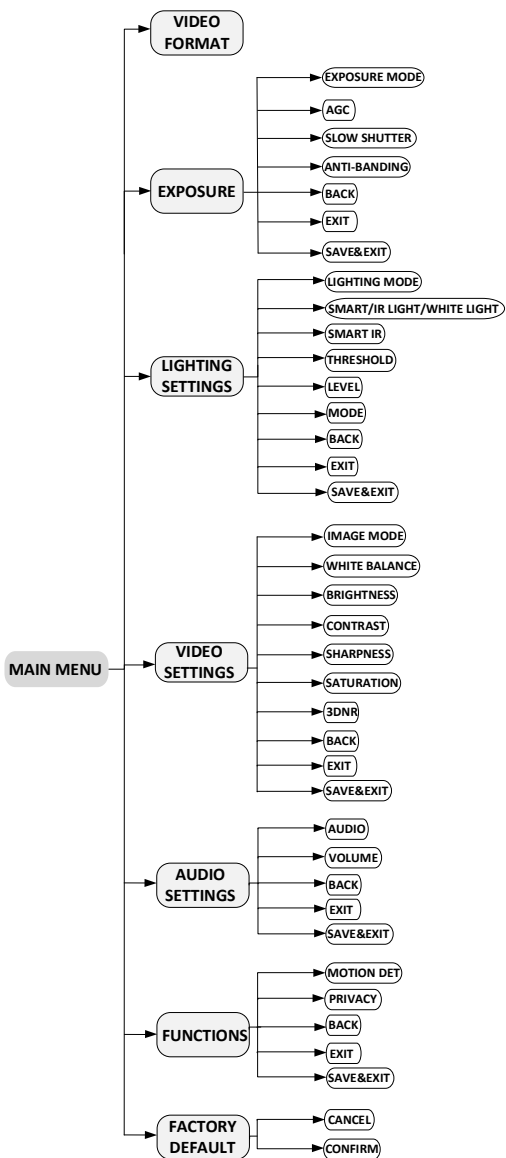 VIDEO
FORMAT
EXPOSURE MODE
AGC
SLOW SHUTTER
ANTI-BANDING
EXPOSURE
BACK
EXIT
SAVE&EXIT
LIGHTING MODE
SMART/IR LIGHT/WHITE LIGHT
SMART IR
THRESHOLD
LIGHTING
SETTINGS
LEVEL
MODE
BACK
EXIT
SAVE&EXIT
IMAGE MODE
WHITE BALANCE
BRIGHTNESS
CONTRAST
SHARPNESS
MAIN MENU
VIDEO
SETTINGS
SATURATION
3DNR
BACK
EXIT
SAVE&EXIT
AUDIO
VOLUME
AUDIO
SETTINGS
BACK
EXIT
SAVE&EXIT
MOTION DET
PRIVACY
BACK
FUNCTIONS
EXIT
SAVE&EXIT
CANCEL
FACTORY
DEFAULT
CONFIRM